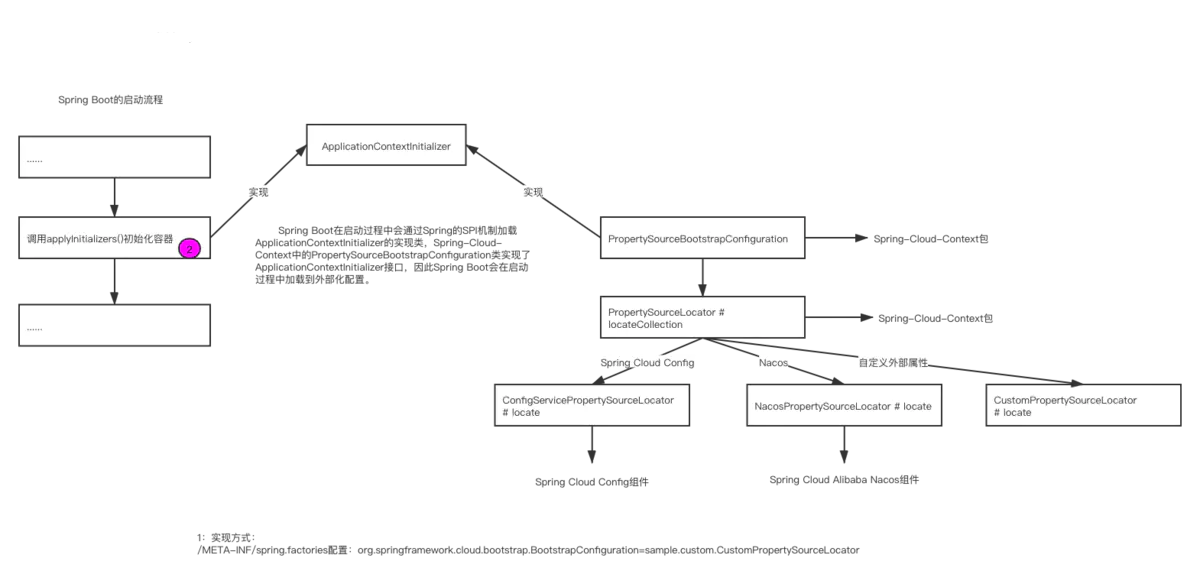 Spring Boot的启动流程
......
ApplicationContextInitializer
实现
实现
调用applyInitializers()初始化容器
2
Spring Boot在启动过程中会通过Spring的SPI机制加载
ApplicationContextInitializer的实现类，Spring-Cloud-
Context中的PropertySourceBootstrapConfiguration类实现了
ApplicationContextInitializer接口，因此Spring Boot会在启动
过程中加载到外部化配置。
PropertySourceBootstrapConfiguration
Spring-Cloud-Context包
......
PropertySourceLocator #
locateCollection
Spring-Cloud-Context包
Spring Cloud Config
Nacos
自定义外部属性
ConfigServicePropertySourceLocator
# locate
NacosPropertySourceLocator # locate
CustomPropertySourceLocator
# locate
Spring Cloud Config组件
Spring Cloud Alibaba Nacos组件
1：实现方式：
/META-INF/spring.factories配置：org.springframework.cloud.bootstrap.BootstrapConfiguration=sample.custom.CustomPropertySourceLocator